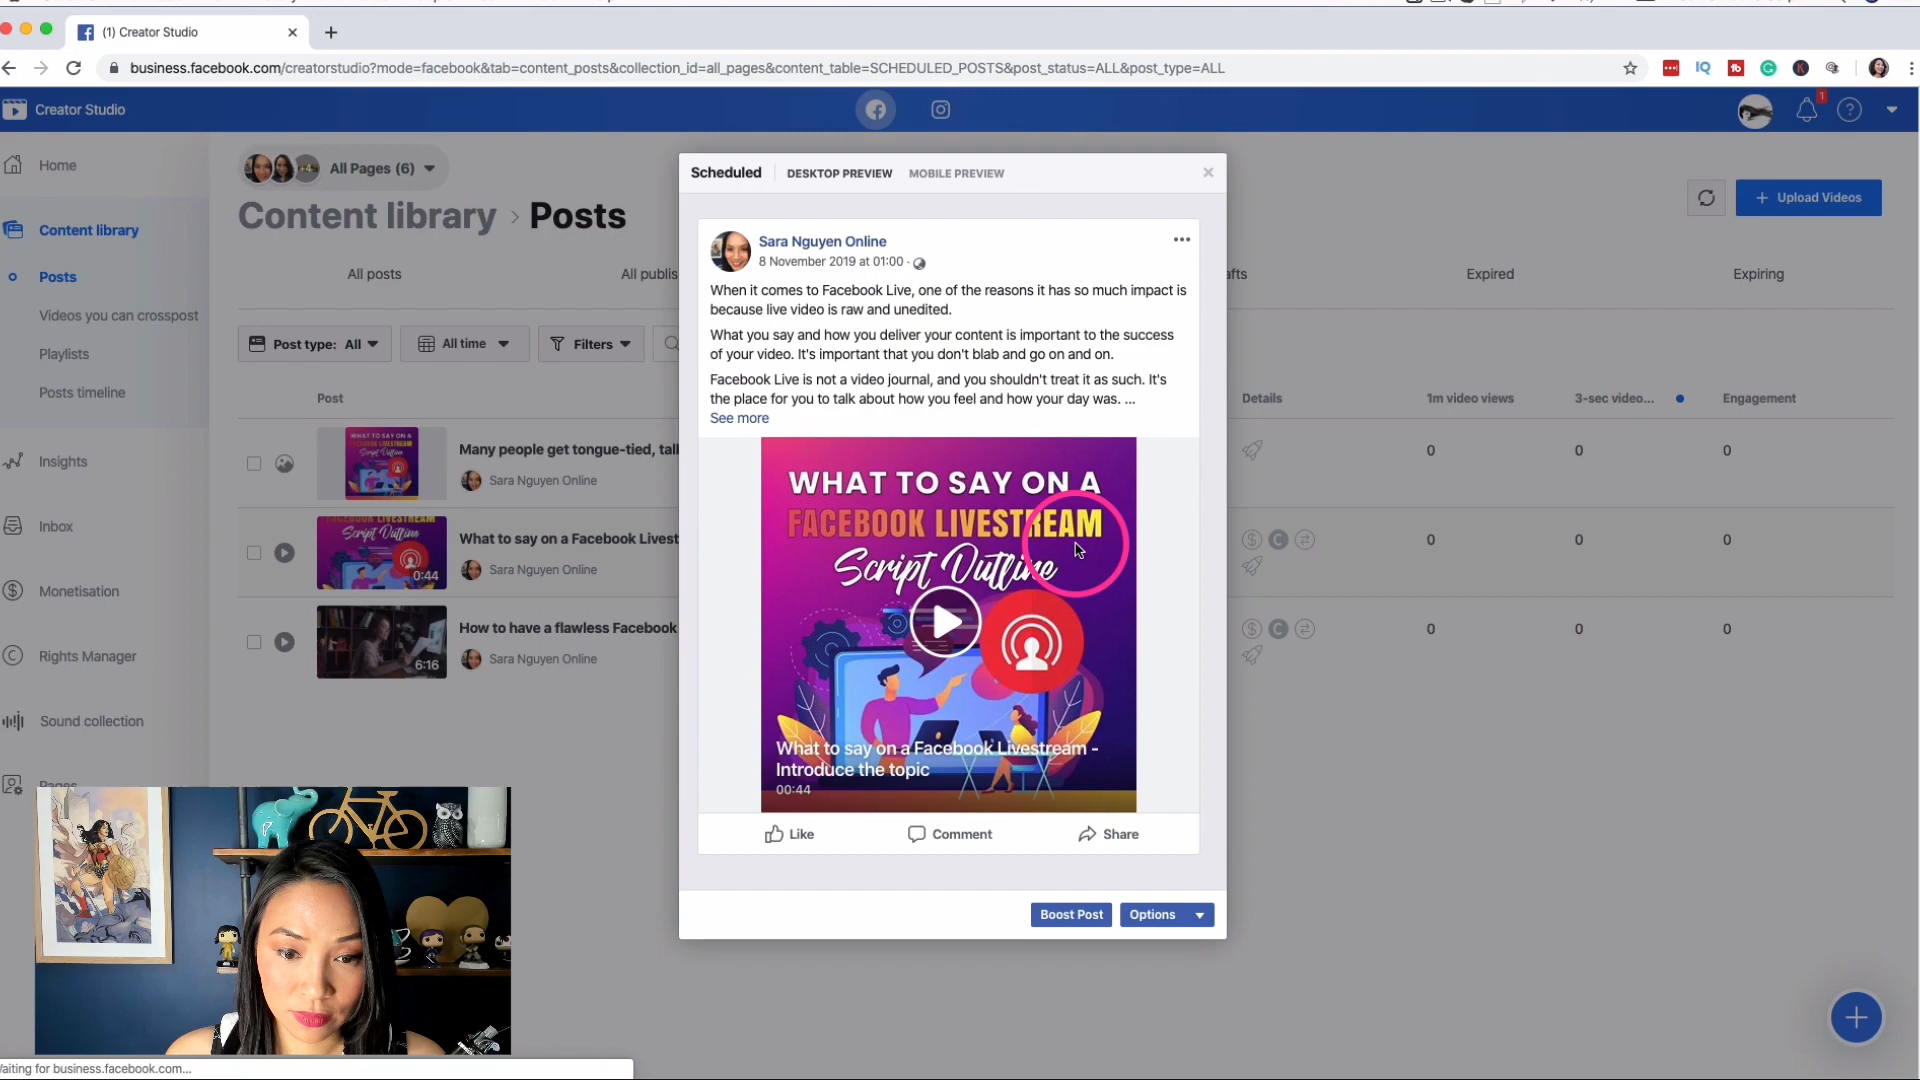 (1) Creator Studio
business.facebook.com/creatorstudio?mode=facebook&tab=content_posts&collection_id=all_pages&content_table=SCHEDULED_POSTS&post_status=ALL&post_type=ALL
IQ
Creator Studio
1
Home
All Pages (6)
Content library > Posts
Upload Videos
Content library
Posts
Videos you can crosspost
Playlists
Posts timeline
Insights
Inbox
Monetisation
Rights Manager
Sound collection
Pages
All posts
All publis
afts
Expired
Expiring
Post type: All
All time
Filters
Post
Details
1m video views
3-sec video...
Engagement
Many people get tongue-tied, tall
Sara Nguyen Online
0
0
0
0:44
What to say on a Facebook Livest
Sara Nguyen Online
0
0
0
6:16
How to have a flawless Facebook
Sara Nguyen Online
0
0
0
Scheduled
DESKTOP PREVIEW
MOBILE PREVIEW
Sara Nguyen Online
8 November 2019 at 01:00 ·
When it comes to Facebook Live, one of the reasons it has so much impact is
because live video is raw and unedited.
What you say and how you deliver your content is important to the success
of your video. It's important that you don't blab and go on and on.
Facebook Live is not a video journal, and you shouldn't treat it as such. It's
the place for you to talk about how you feel and how your day was. ...
See more
WHAT TO SAY ON A
FACEBOOK LIVESTREAM
Script Outline
What to say on a Facebook Livestream -
Introduce the topic
00:44
Like
Comment
Share
Boost Post
Options
aiting for business.facebook.com...